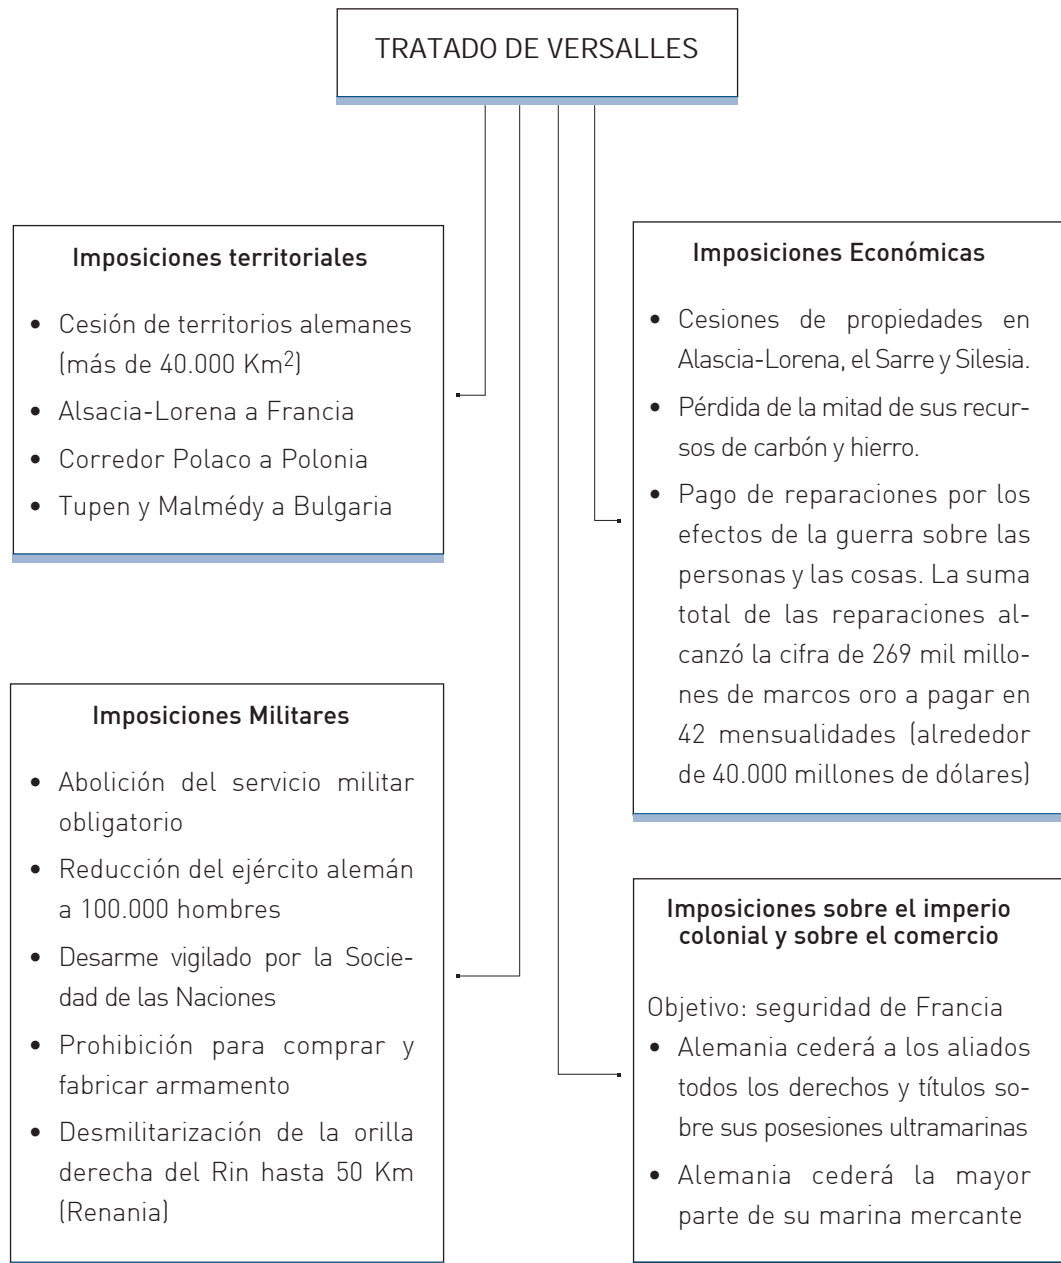 TRATADO DE VERSALLES
Imposiciones territoriales
• Cesión de territorios alemanes
(más de 40.000 Km²)
• Alsacia-Lorena a Francia
• Corredor Polaco a Polonia
• Tupen y Malmédy a Bulgaria
Imposiciones Económicas
• Cesiones de propiedades en
Alascia-Lorena, el Sarre y Silesia.
• Pérdida de la mitad de sus recur-
sos de carbón y hierro.
• Pago de reparaciones por los
efectos de la guerra sobre las
personas y las cosas. La suma
total de las reparaciones al-
canzó la cifra de 269 mil millo-
nes de marcos oro a pagar en
42 mensualidades (alrededor
de 40.000 millones de dólares)
Imposiciones Militares
• Abolición del servicio militar
obligatorio
• Reducción del ejército alemán
a 100.000 hombres
• Desarme vigilado por la Socie-
dad de las Naciones
• Prohibición para comprar y
fabricar armamento
• Desmilitarización de la orilla
derecha del Rin hasta 50 Km
(Renania)
Imposiciones sobre el imperio
colonial y sobre el comercio
Objetivo: seguridad de Francia
• Alemania cederá a los aliados
todos los derechos y títulos so-
bre sus posesiones ultramarinas
• Alemania cederá la mayor
parte de su marina mercante